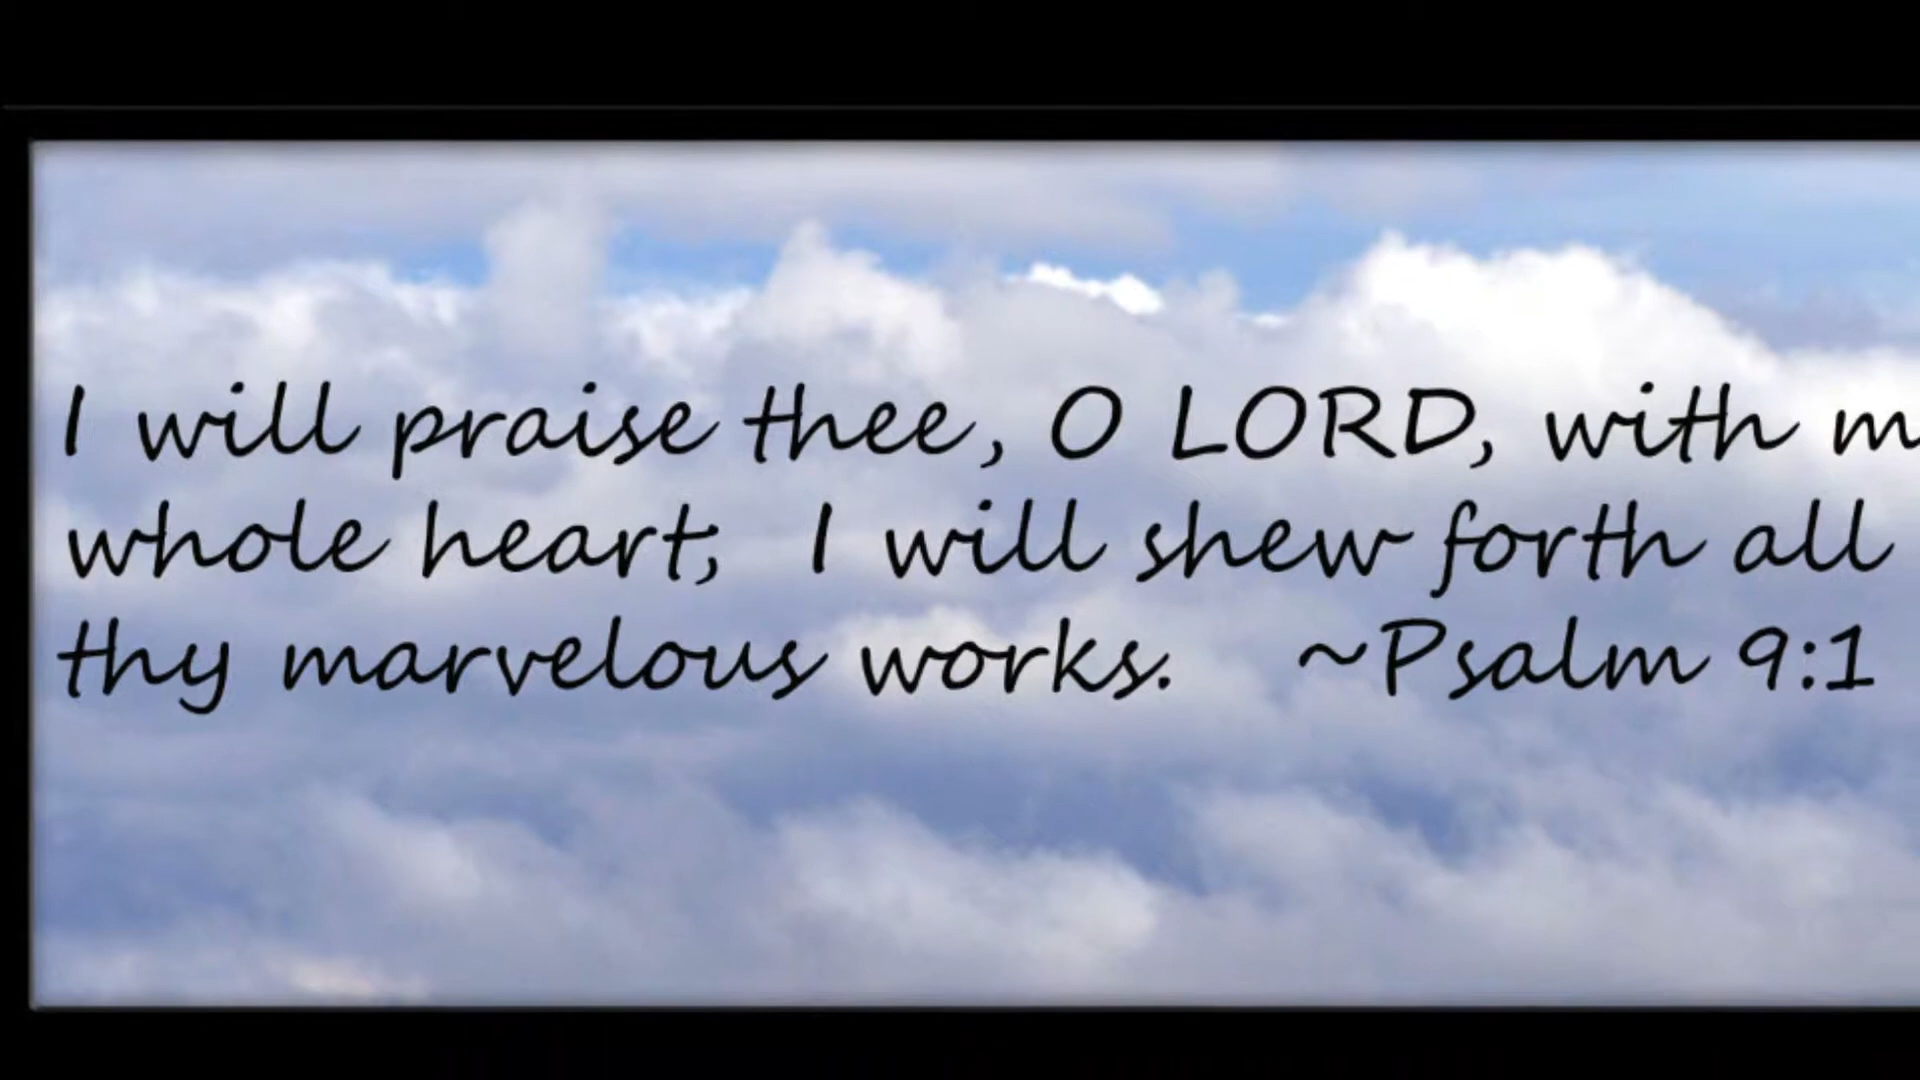 I will praise thee, O LORD, with m
whole heart; I will shew forth all
thy marvelous works. ~Psalm 9:1